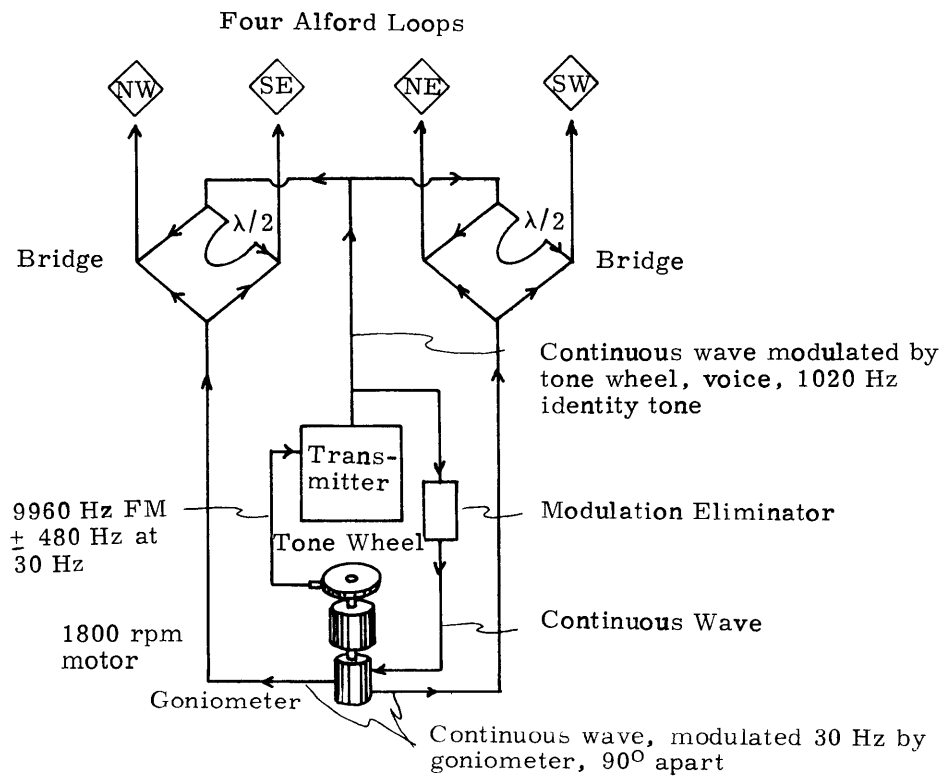 Four Alford Loops
NW
SE
NE
SW
λ/2
λ/2
Bridge
Bridge
Continuous wave modulated by
tone wheel, voice, 1020 Hz
identity tone
Trans-
mitter
9960 Hz FM
± 480 Hz at
30 Hz
Modulation Eliminator
Tone Wheel
Continuous Wave
1800 rpm
motor
Goniometer
Continuous wave, modulated 30 Hz by
goniometer, 90° apart